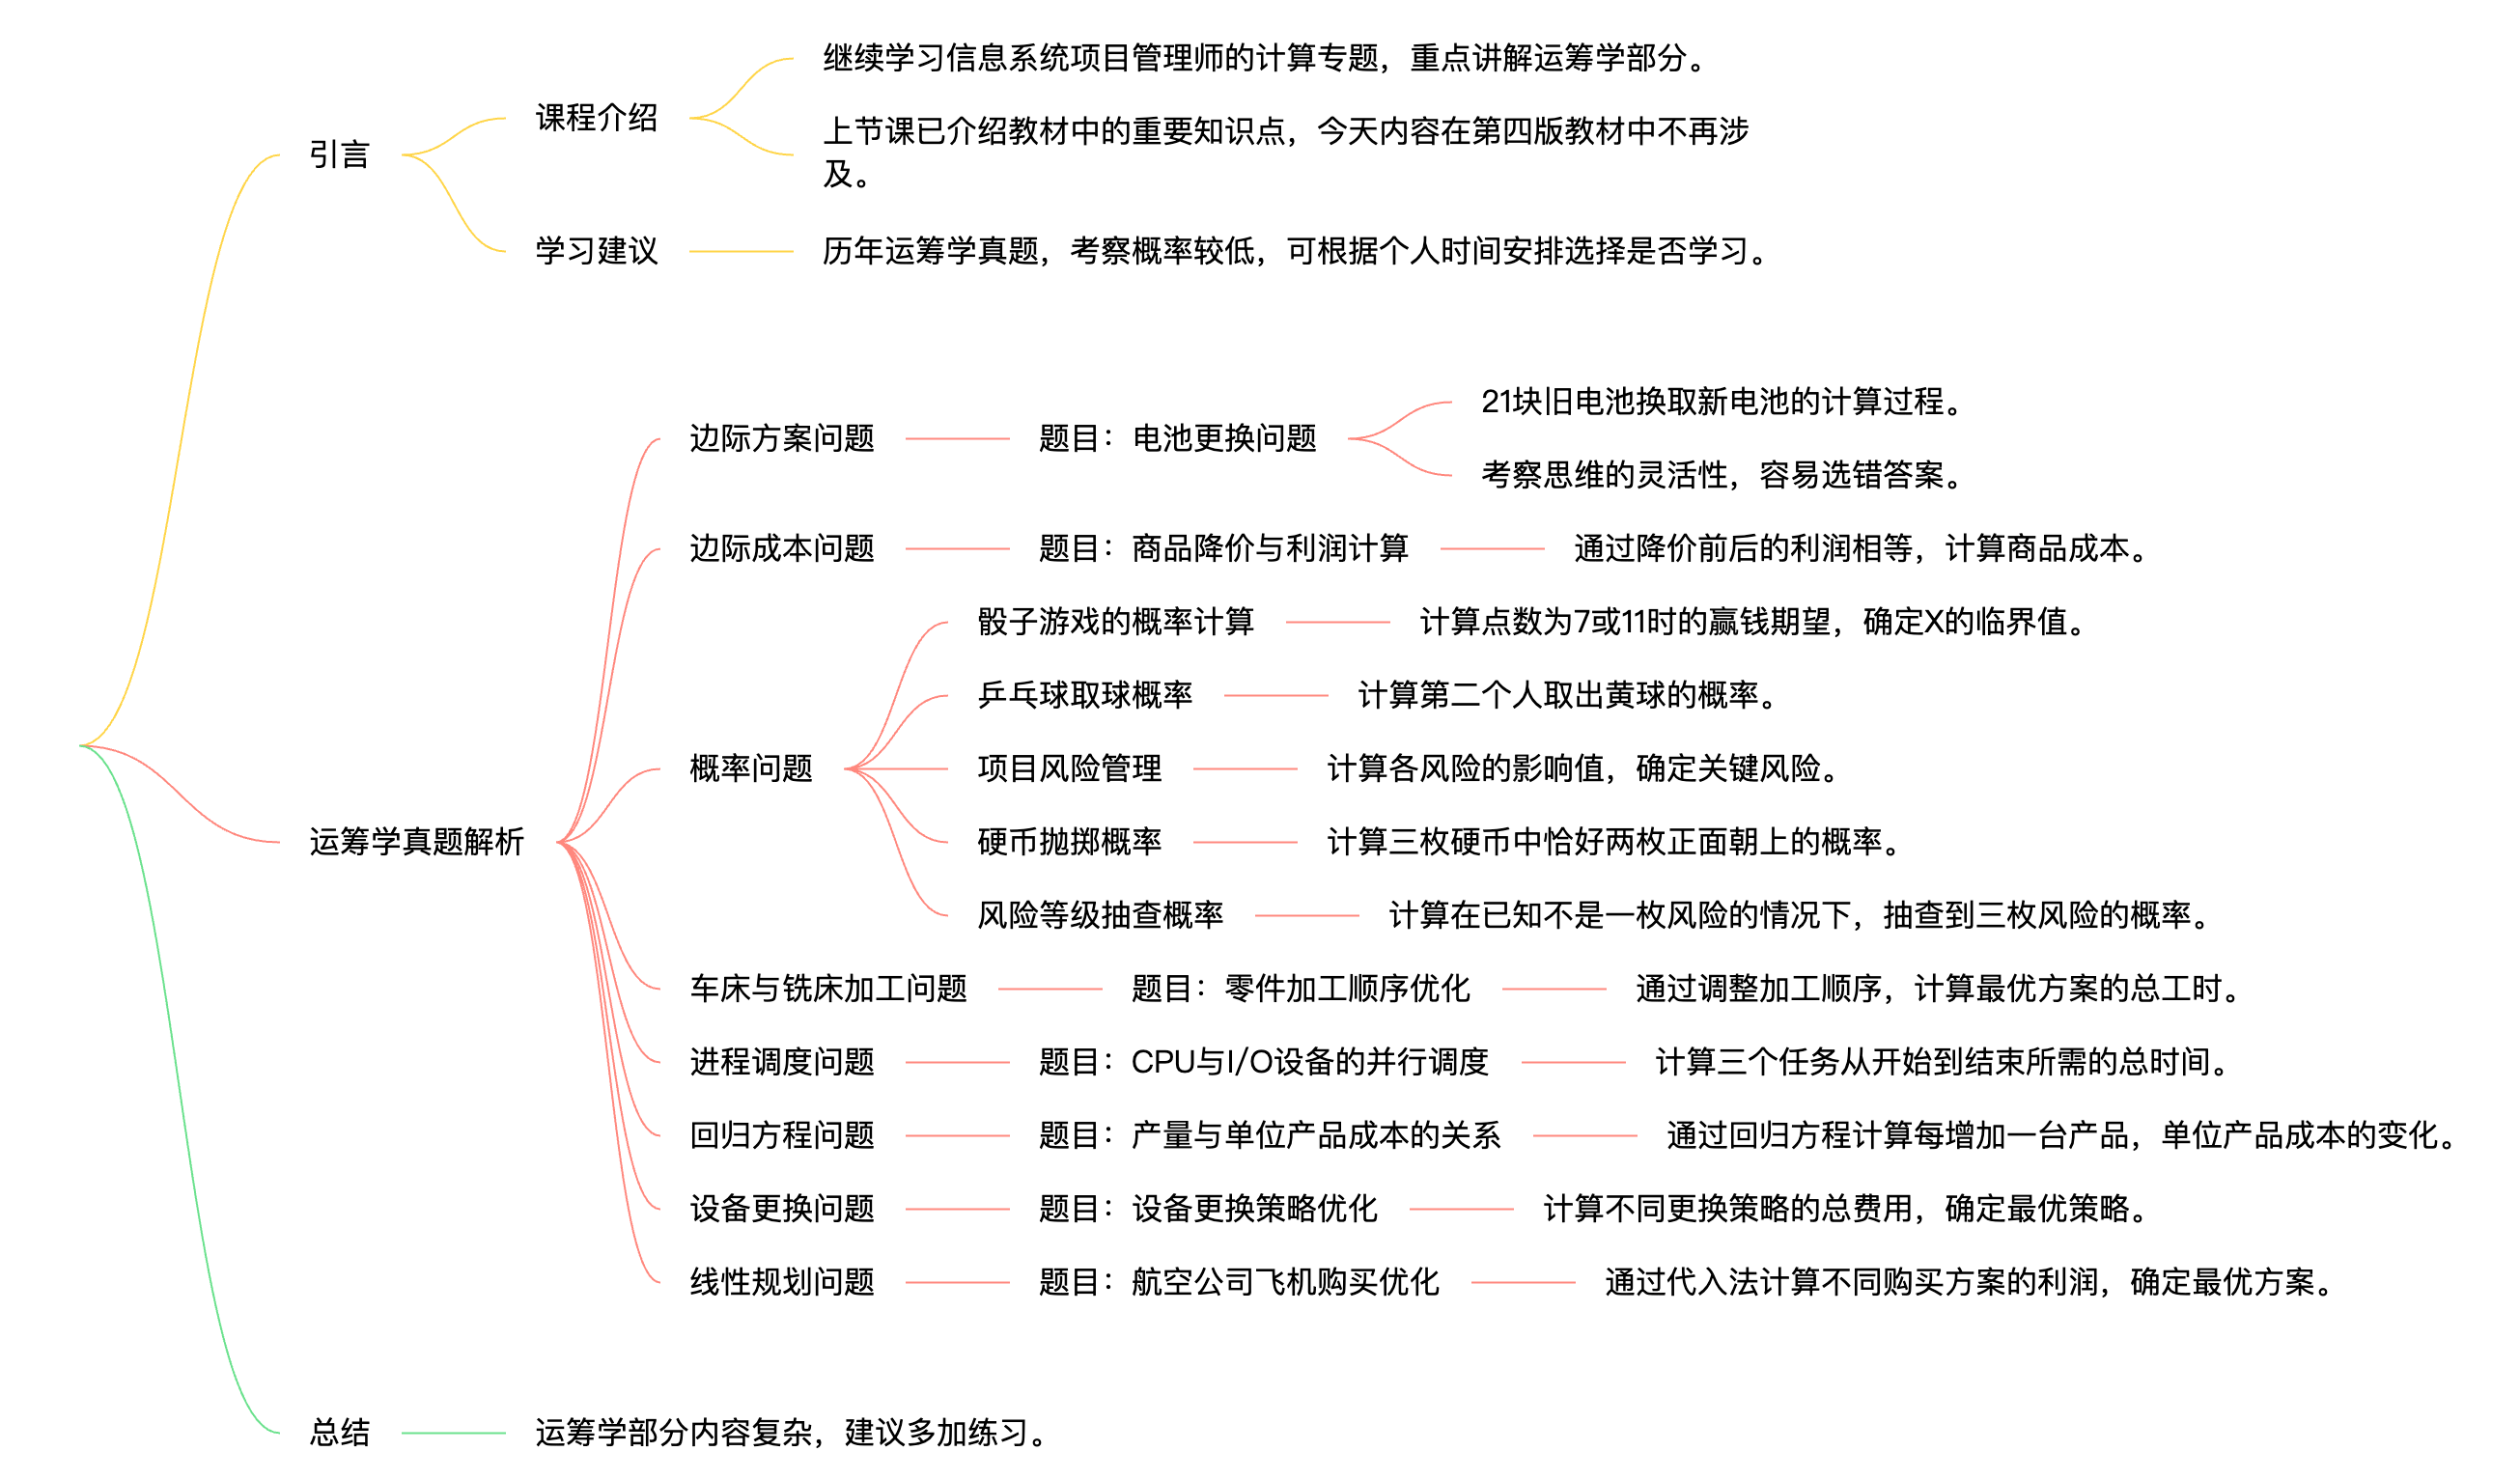 引言
课程介绍
继续学习信息系统项目管理师的计算专题，重点讲解运筹学部分。
上节课已介绍教材中的重要知识点，今天内容在第四版教材中不再涉
及。
学习建议
历年运筹学真题，考察概率较低，可根据个人时间安排选择是否学习。
运筹学真题解析
边际方案问题
题目：电池更换问题
21块旧电池换取新电池的计算过程。
考察思维的灵活性，容易选错答案。
边际成本问题
题目：商品降价与利润计算
通过降价前后的利润相等，计算商品成本。
概率问题
骰子游戏的概率计算
计算点数为7或11时的赢钱期望，确定X的临界值。
乒乓球取球概率
计算第二个人取出黄球的概率。
项目风险管理
计算各风险的影响值，确定关键风险。
硬币抛掷概率
计算三枚硬币中恰好两枚正面朝上的概率。
风险等级抽查概率
计算在已知不是一枚风险的情况下，抽查到三枚风险的概率。
车床与铣床加工问题
题目：零件加工顺序优化
通过调整加工顺序，计算最优方案的总工时。
进程调度问题
题目：CPU与I/O设备的并行调度
计算三个任务从开始到结束所需的总时间。
回归方程问题
题目：产量与单位产品成本的关系
通过回归方程计算每增加一台产品，单位产品成本的变化。
设备更换问题
题目：设备更换策略优化
计算不同更换策略的总费用，确定最优策略。
线性规划问题
题目：航空公司飞机购买优化
通过代入法计算不同购买方案的利润，确定最优方案。
总结
运筹学部分内容复杂，建议多加练习。